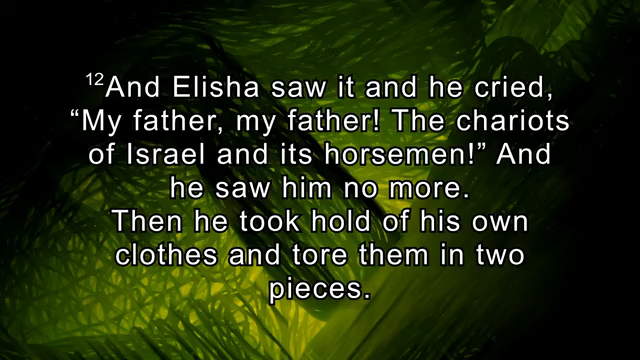 ¹²And Elisha saw it and he cried,
“My father, my father! The chariots
of Israel and its horsemen!” And
he saw him no more.
Then he took hold of his own
clothes and tore them in two
pieces.